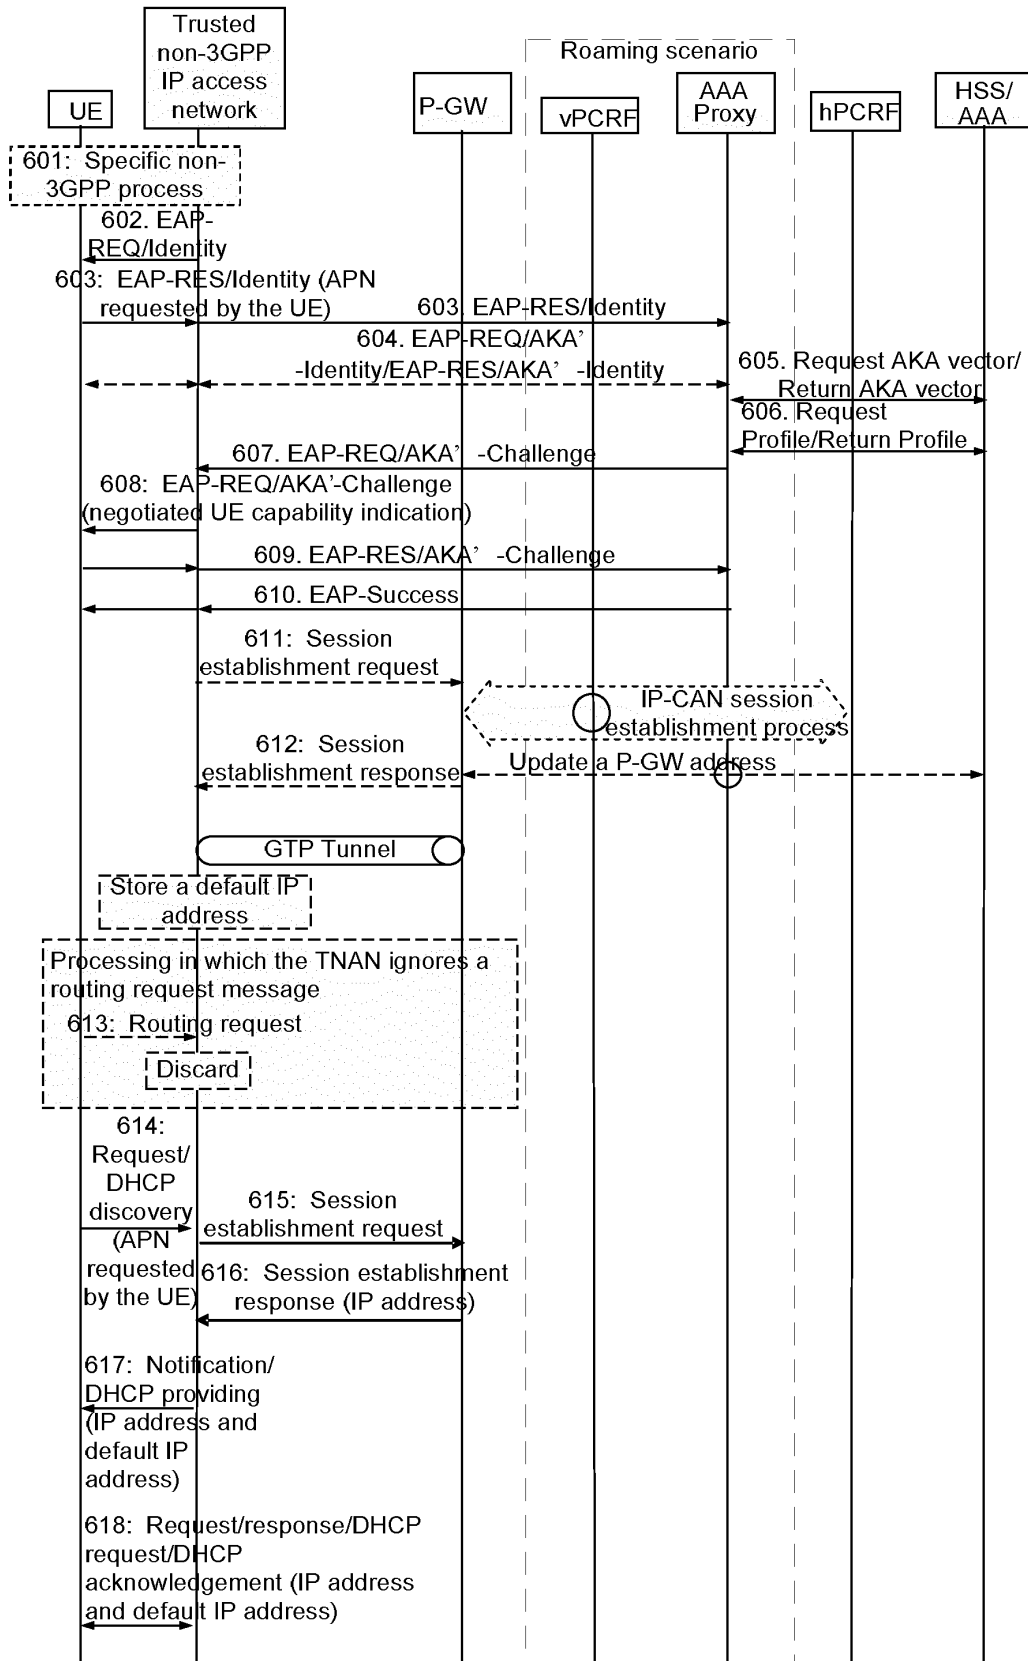 Trusted
non-3GPP
IP access
network
UE
P-GW
Roaming scenario
vPCRF
AAA
Proxy
hPCRF
HSS/
AAA
601: Specific non-
3GPP process
602. EAP-
REQ/Identity
603: EAP-RES/Identity (APN
requested by the UE)
603. EAP-RES/Identity
604. EAP-REQ/AKA'
-Identity/EAP-RES/AKA' -Identity
605. Request AKA vector/
Return AKA vector
606. Request
Profile/Return Profile
607. EAP-REQ/AKA' -Challenge
608: EAP-REQ/AKA'-Challenge
(negotiated UE capability indication)
609. EAP-RES/AKA' -Challenge
610. EAP-Success
611: Session
establishment request
IP-CAN session
establishment process
612: Session
establishment response
Update a P-GW address
GTP Tunnel
Store a default IP
address
Processing in which the TNAN ignores a
routing request message
613: Routing request
Discard
614:
Request/
DHCP
discovery
(APN
requested
by the UE)
615: Session
establishment request
616: Session establishment
response (IP address)
617: Notification/
DHCP providing
(IP address and
default IP
address)
618: Request/response/DHCP
request/DHCP
acknowledgement (IP address
and default IP address)